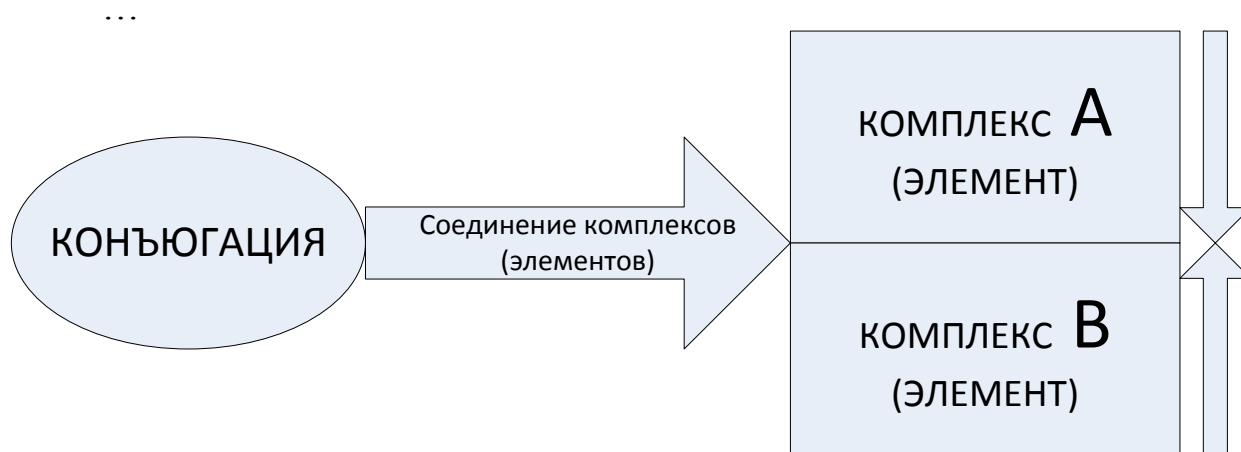 ...
КОНЪЮГАЦИЯ
Соединение комплексов
(элементов)
КОМПЛЕКС А
(ЭЛЕМЕНТ)
КОМПЛЕКС В
(ЭЛЕМЕНТ)